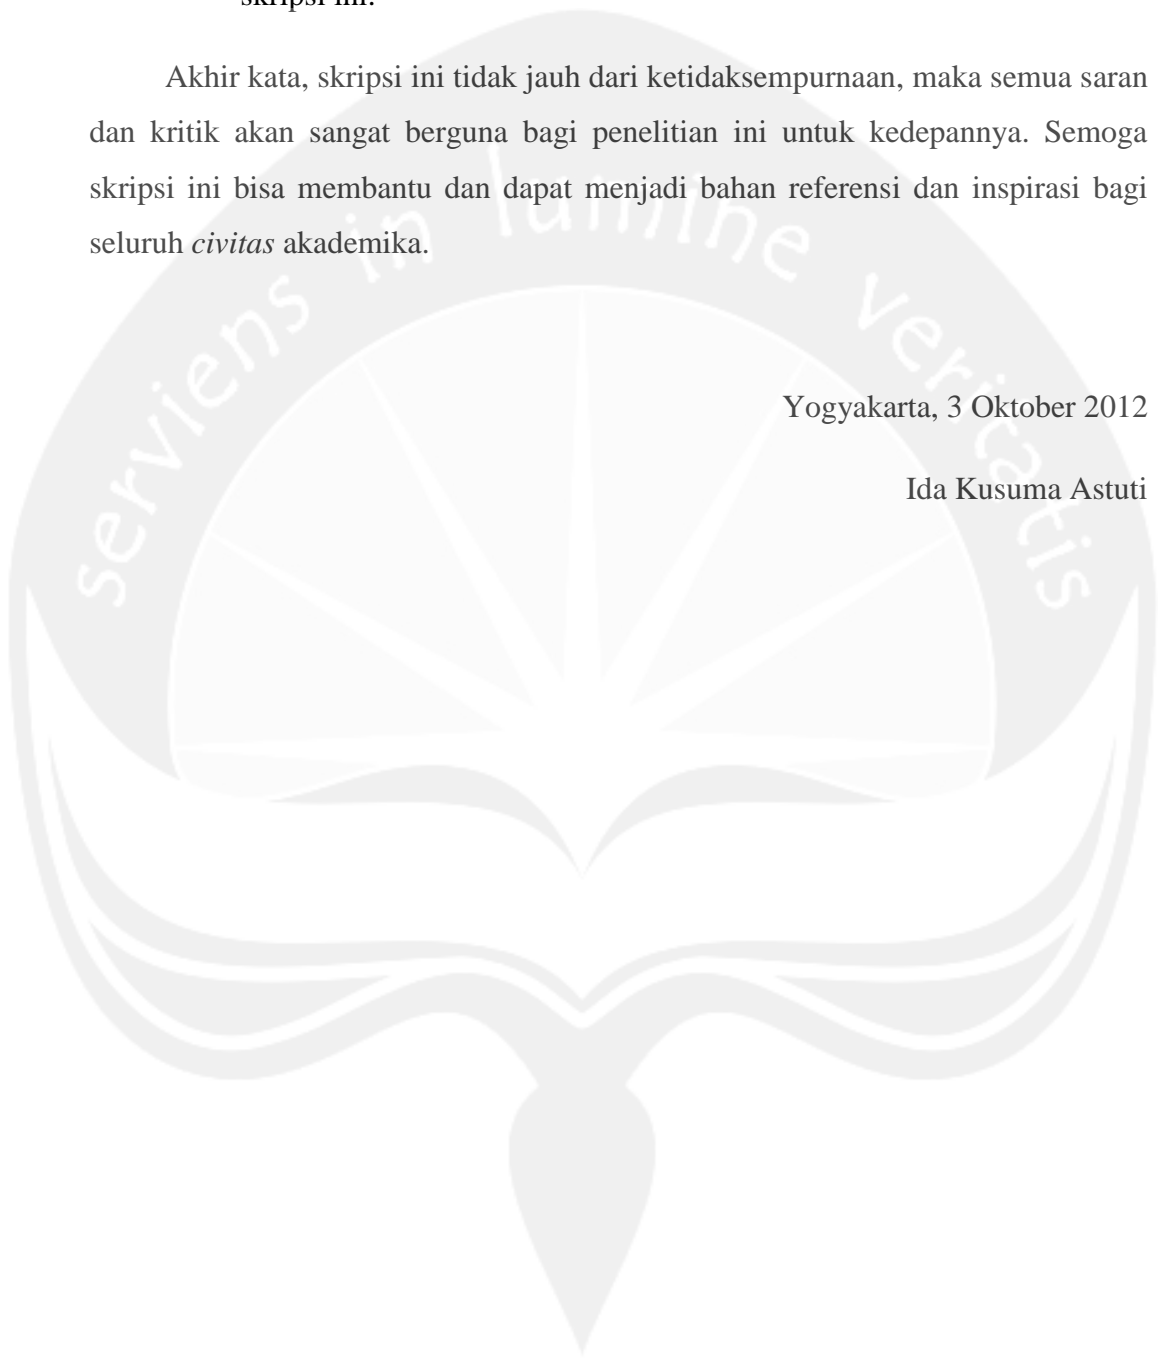 skripsi ini.
Akhir kata, skripsi ini tidak jauh dari ketidaksempurnaan, maka semua saran
dan kritik akan sangat berguna bagi penelitian ini untuk kedepannya. Semoga
skripsi ini bisa membantu dan dapat menjadi bahan referensi dan inspirasi bagi
seluruh civitas akademika.
serviens in lumine veritatis
Yogyakarta, 3 Oktober 2012
Ida Kusuma Astuti